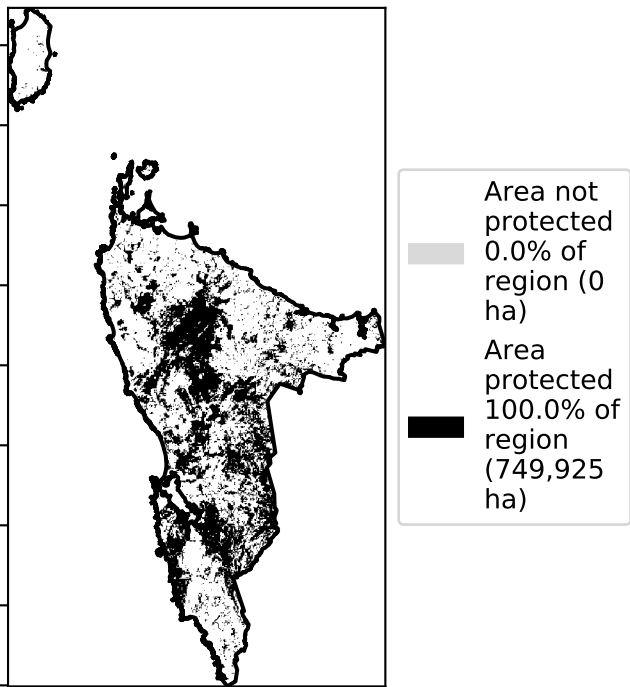 Area not
protected
0.0% of
region (0
ha)
Area
protected
100.0% of
region
(749,925
ha)